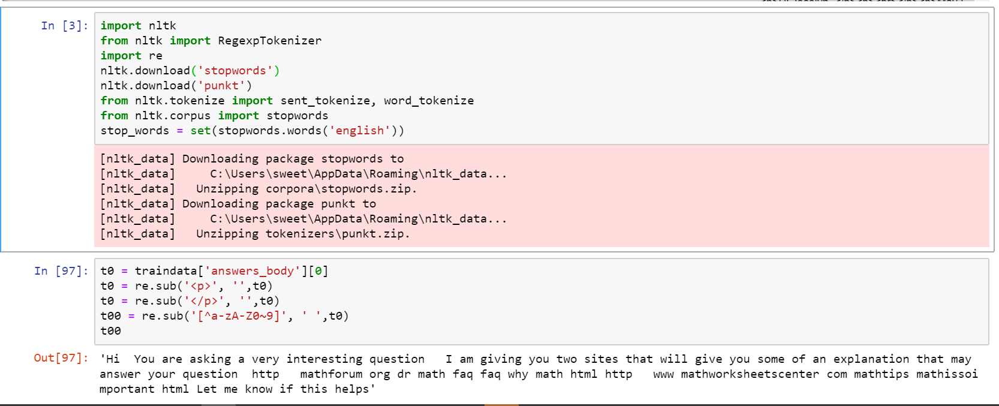 In [3]:
import nltk
from nltk import RegexpTokenizer
import re
nltk.download('stopwords')
nltk.download('punkt')
from nltk.tokenize import sent_tokenize, word_tokenize
from nltk.corpus import stopwords
stop_words = set(stopwords.words('english'))
[nltk_data] Downloading package stopwords to
[nltk_data]     C:\Users\sweet\AppData\Roaming\nltk_data...
[nltk_data]   Unzipping corpora\stopwords.zip.
[nltk_data] Downloading package punkt to
[nltk_data]     C:\Users\sweet\AppData\Roaming\nltk_data...
[nltk_data]   Unzipping tokenizers\punkt.zip.
In [97]:
t0 = traindata['answers_body'][0]
t0 = re.sub('<p>', '',t0)
t0 = re.sub('</p>', '',t0)
t00 = re.sub('[^a-zA-Z0~9]', ' ',t0)
t00
Out[97]:
'Hi  You are asking a very interesting question   I am giving you two sites that will give you some of an explanation that may
answer your question  http   mathforum org dr math faq faq why math html http   www mathworksheetscenter com mathtips mathissoi
mportant html Let me know if this helps'